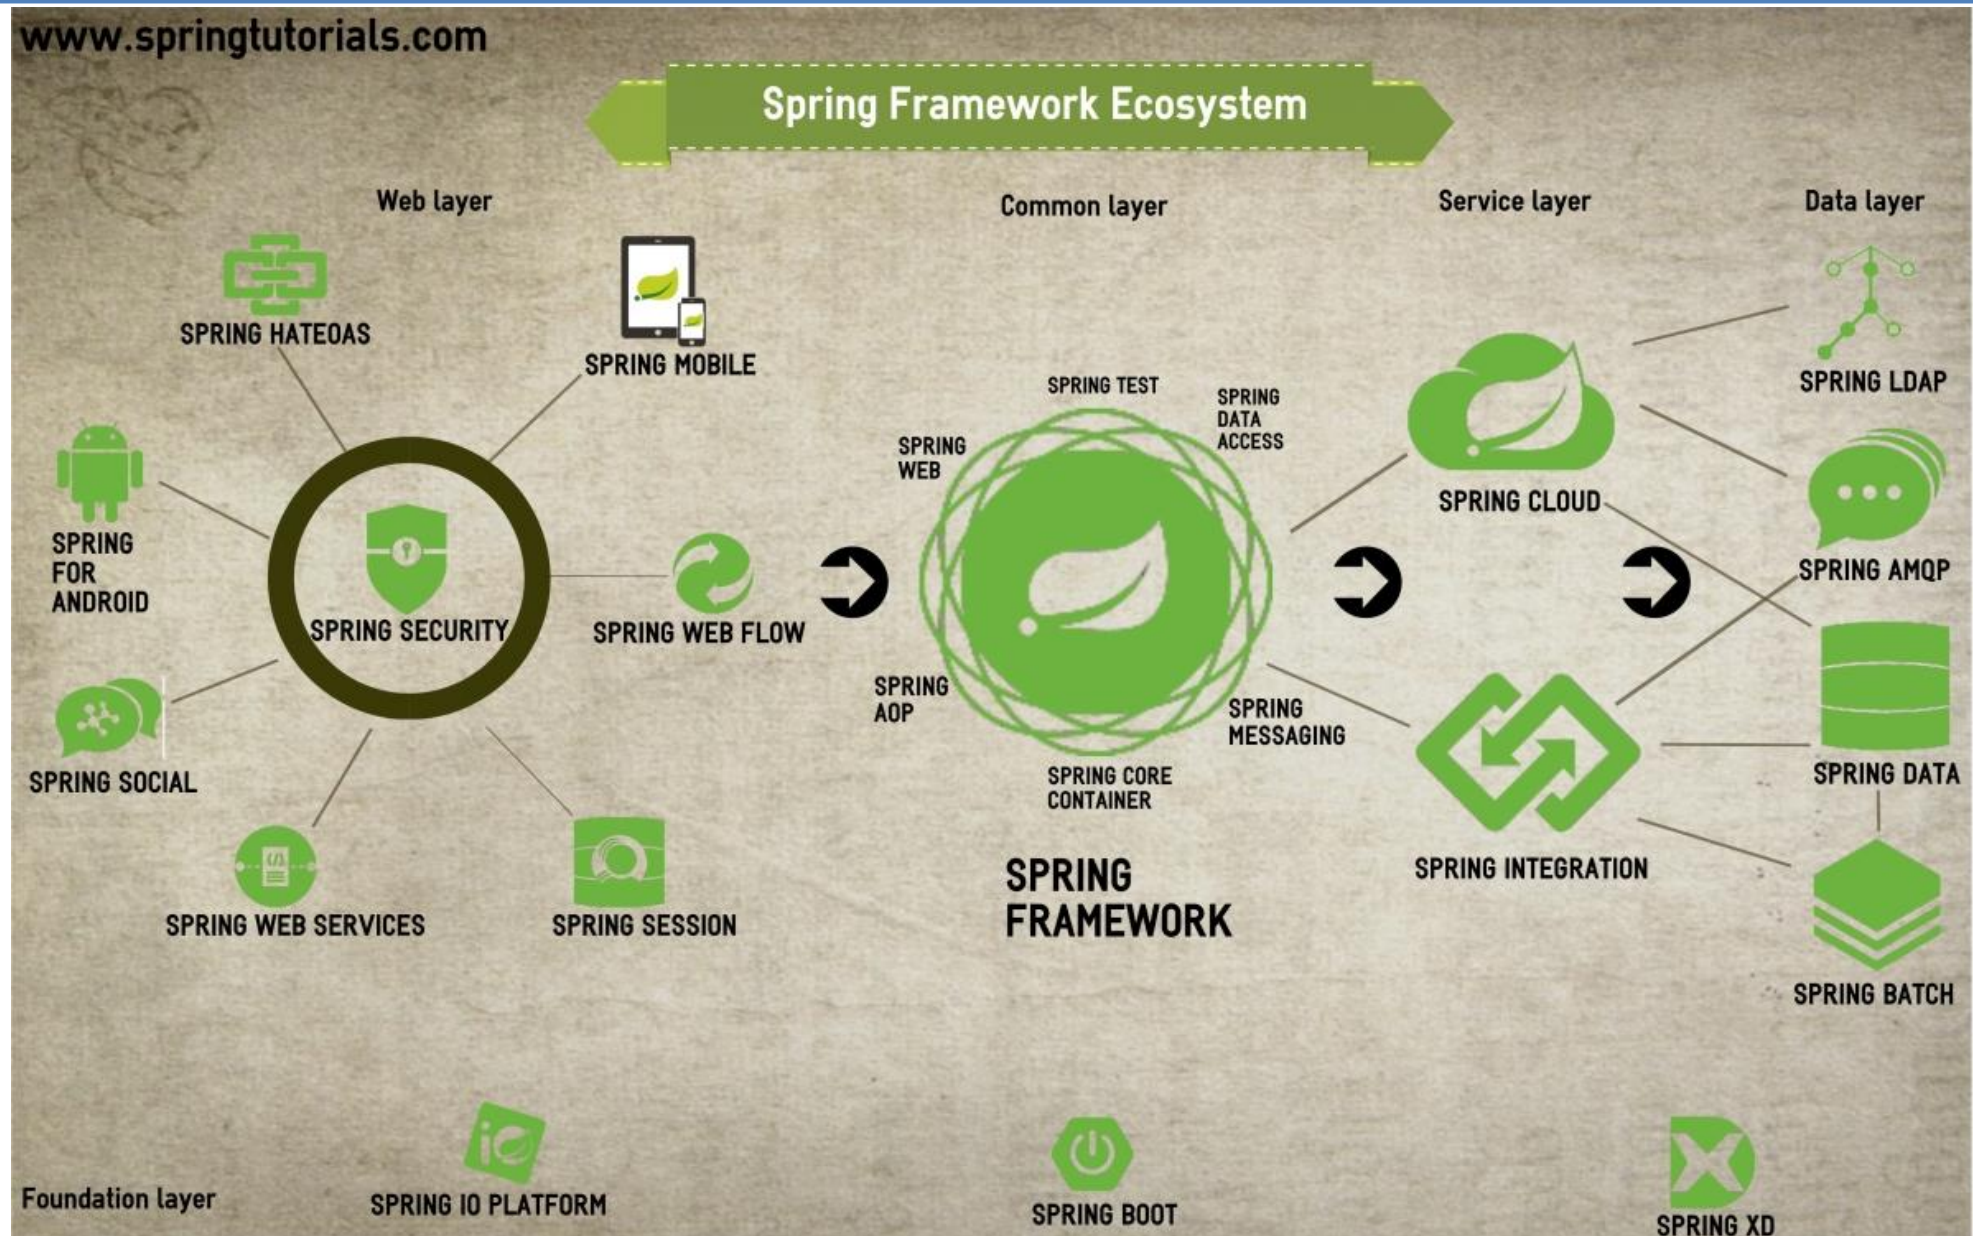 www.springtutorials.com
Spring Framework Ecosystem
Web layer
Common layer
Service layer
Data layer
SPRING HATEOAS
SPRING MOBILE
SPRING
FOR
ANDROID
SPRING SECURITY
SPRING WEB FLOW
SPRING SOCIAL
SPRING WEB SERVICES
SPRING SESSION
SPRING TEST
SPRING
DATA
ACCESS
SPRING
WEB
SPRING
AOP
SPRING
MESSAGING
SPRING CORE
CONTAINER
SPRING
FRAMEWORK
SPRING CLOUD
SPRING INTEGRATION
SPRING LDAP
SPRING AMQP
SPRING DATA
SPRING BATCH
Foundation layer
SPRING IO PLATFORM
SPRING BOOT
SPRING XD